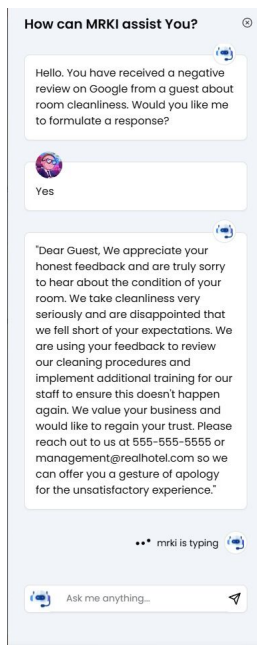 How can MRKI assist You?
Hello. You have received a negative
review on Google from a guest about
room cleanliness. Would you like me
to formulate a response?
Yes
"Dear Guest, We appreciate your
honest feedback and are truly sorry
to hear about the condition of your
room. We take cleanliness very
seriously and are disappointed that
we fell short of your expectations. We
are using your feedback to review
our cleaning procedures and
implement additional training for our
staff to ensure this doesn't happen
again. We value your business and
would like to regain your trust. Please
reach out to us at 555-555-5555 or
management@realhotel.com so we
can offer you a gesture of apology
for the unsatisfactory experience."
mrki is typing
Ask me anything...